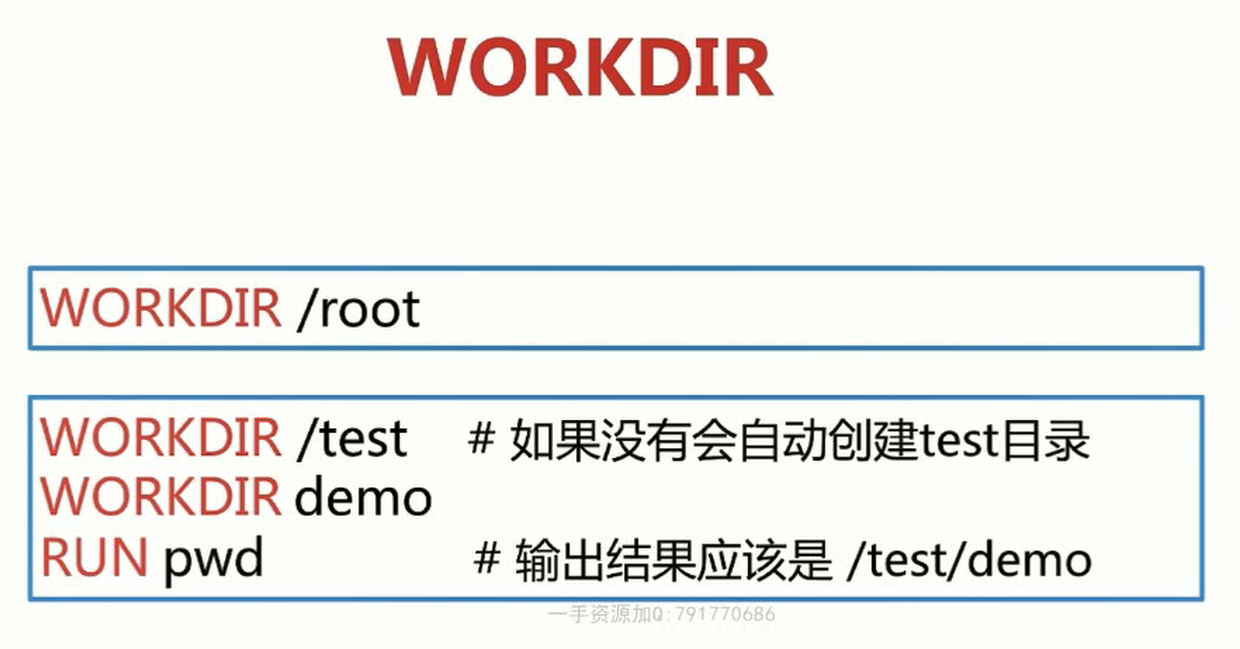 WORKDIR
WORKDIR /root
WORKDIR /test # 如果没有会自动创建test目录
WORKDIR demo
RUN pwd # 输出结果应该是 /test/demo
一手资源加Q:791770686